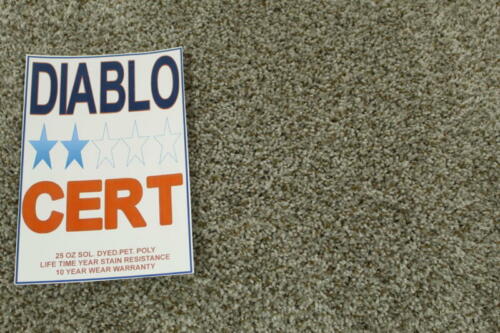 DIABLO
CERT
25 OZ SOL. DYED.PET. POLY
LIFE TIME YEAR STAIN RESISTANCE
10 YEAR WEAR WARRANTY